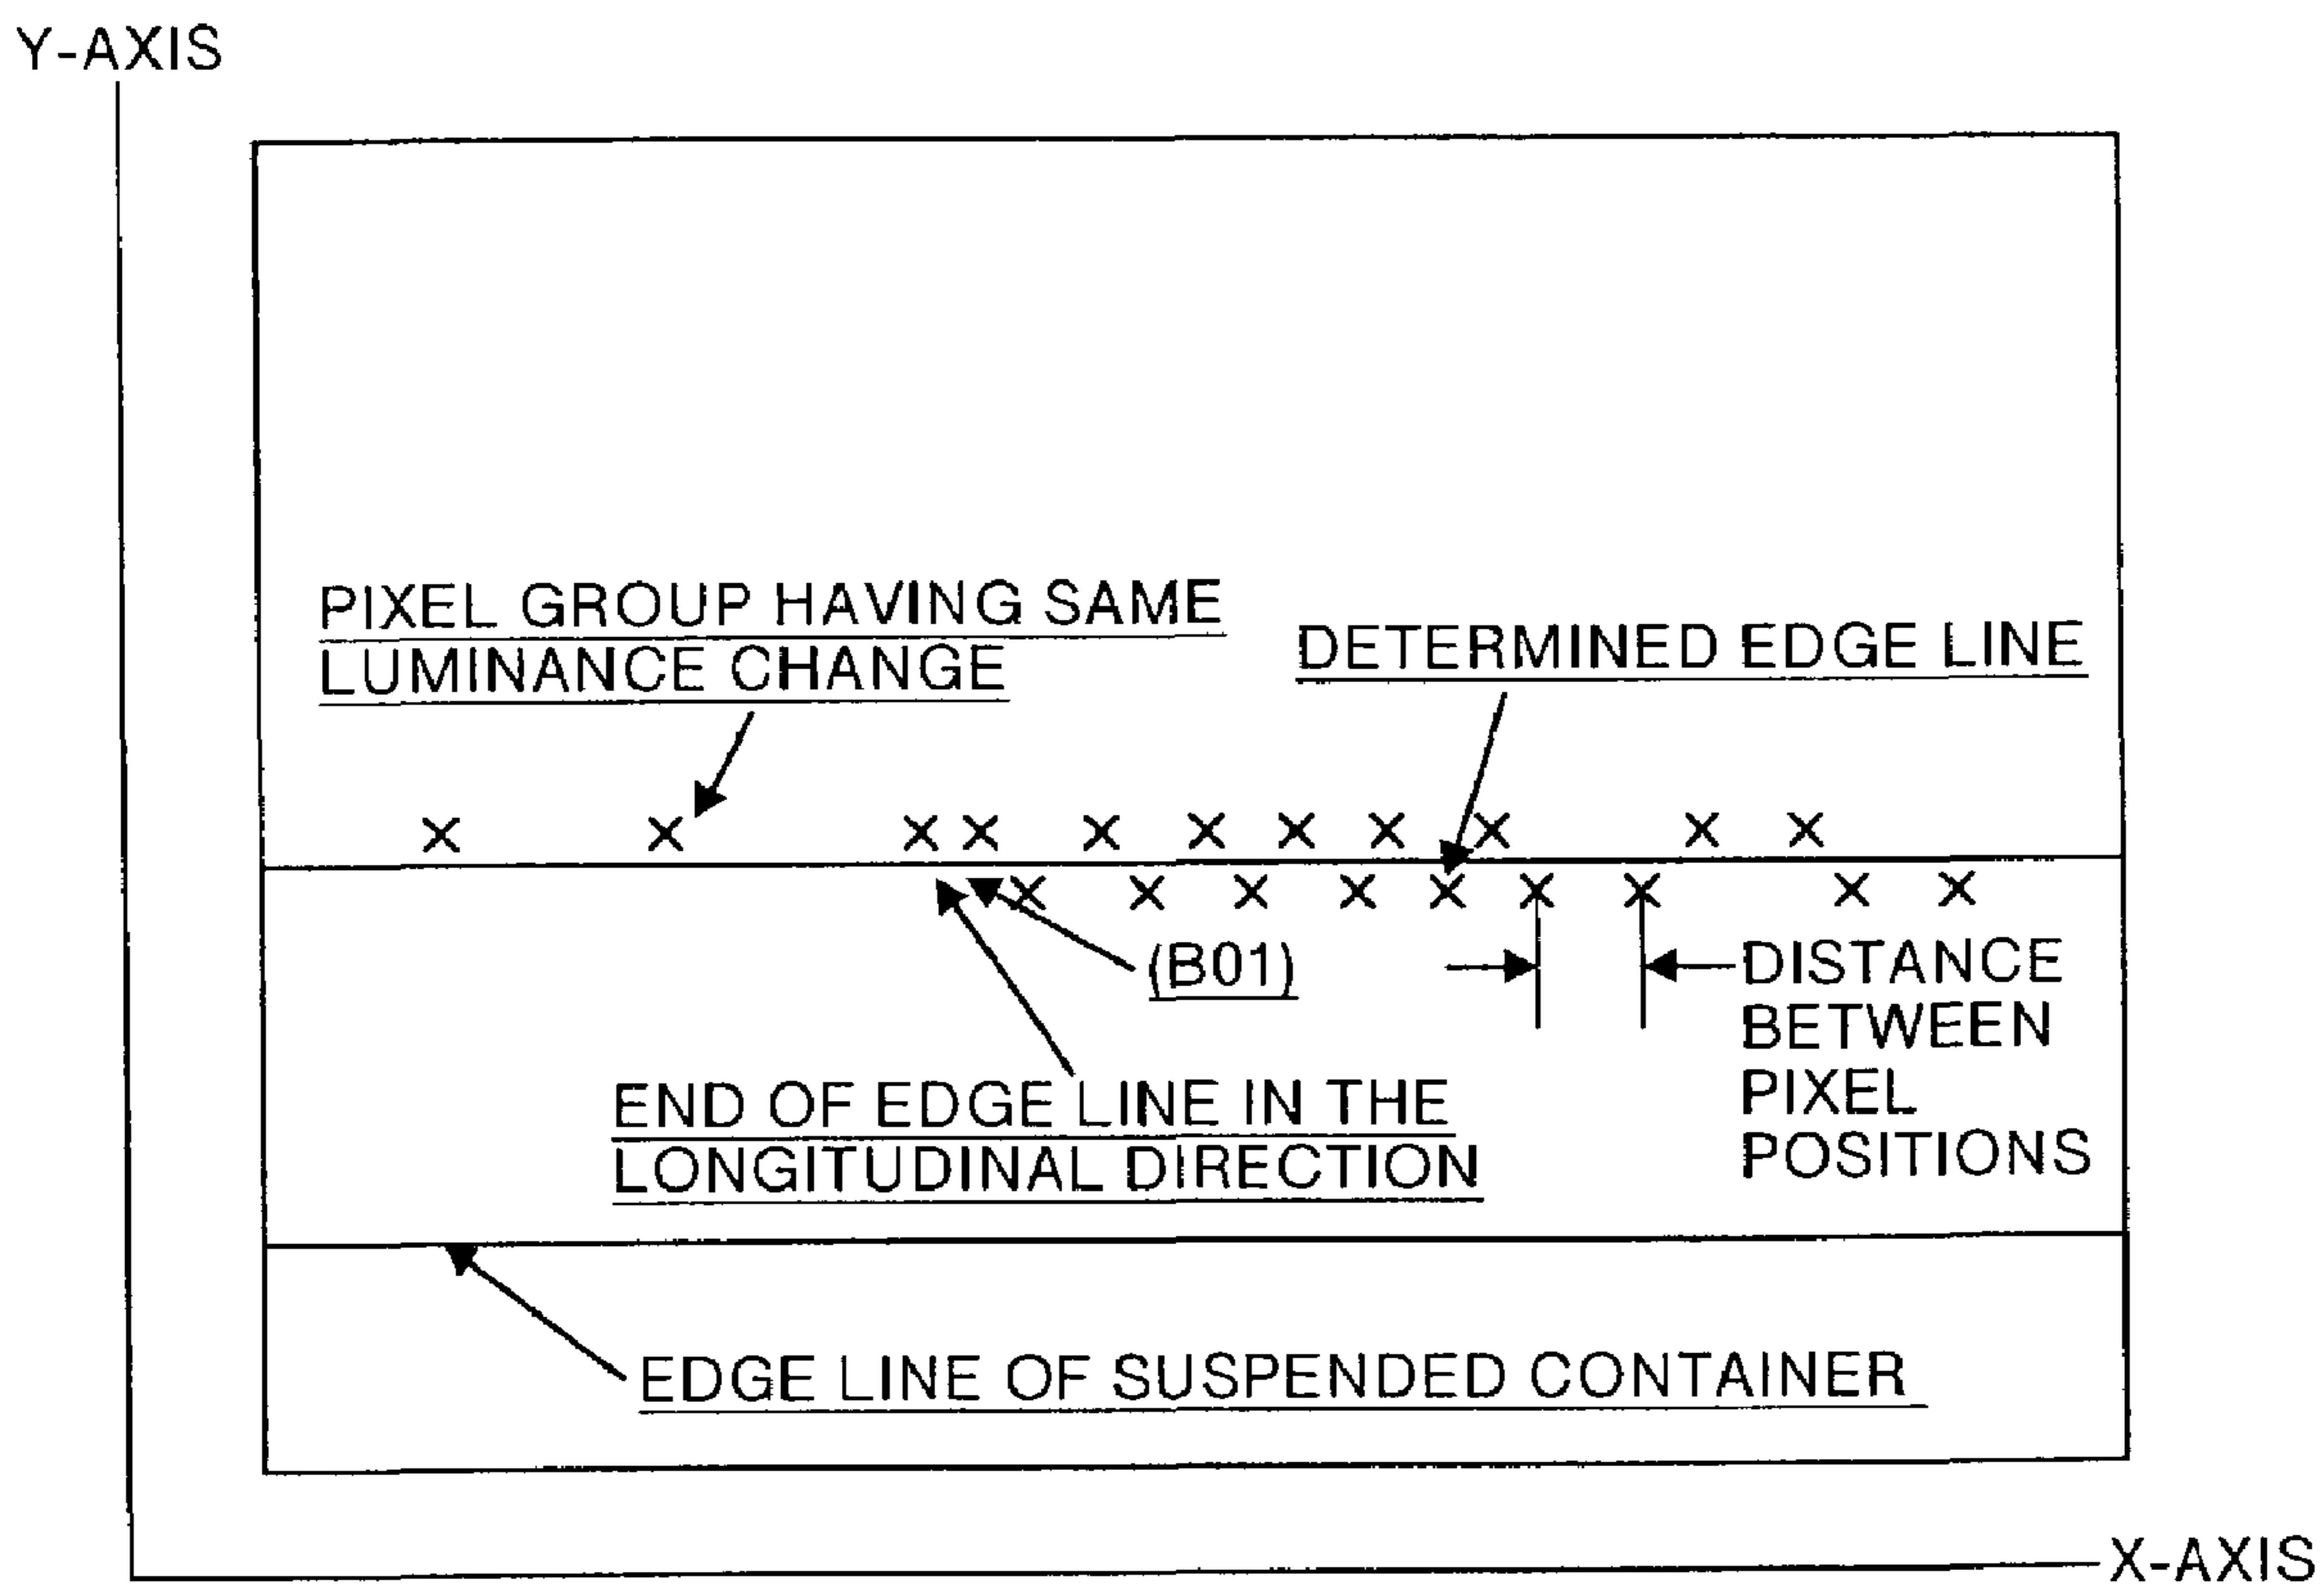 Y-AXIS
PIXEL GROUP HAVING SAME
LUMINANCE CHANGE
DETERMINED EDGE LINE
(B01)
DISTANCE
BETWEEN
PIXEL
POSITIONS
END OF EDGE LINE IN THE
LONGITUDINAL DIRECTION
EDGE LINE OF SUSPENDED CONTAINER
X-AXIS